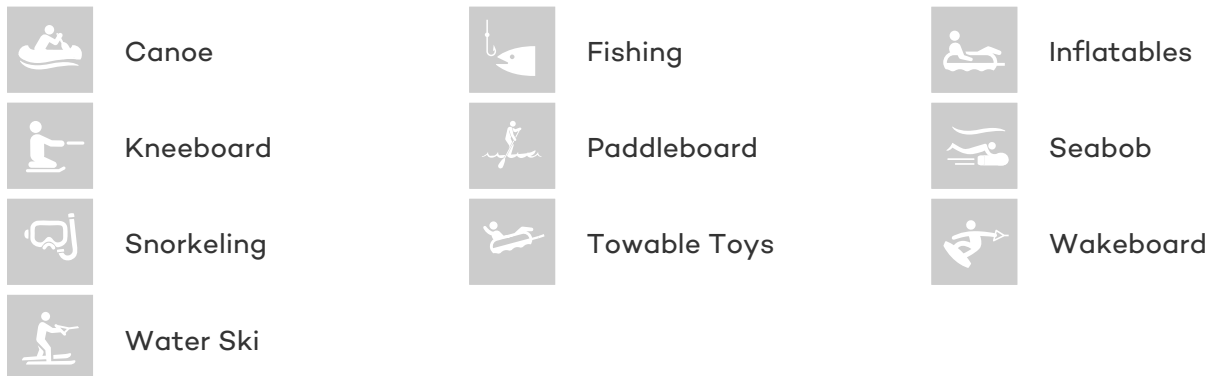 Canoe
Fishing
Inflatables
Kneeboard
Paddleboard
Seabob
Snorkeling
Towable Toys
Wakeboard
Water Ski